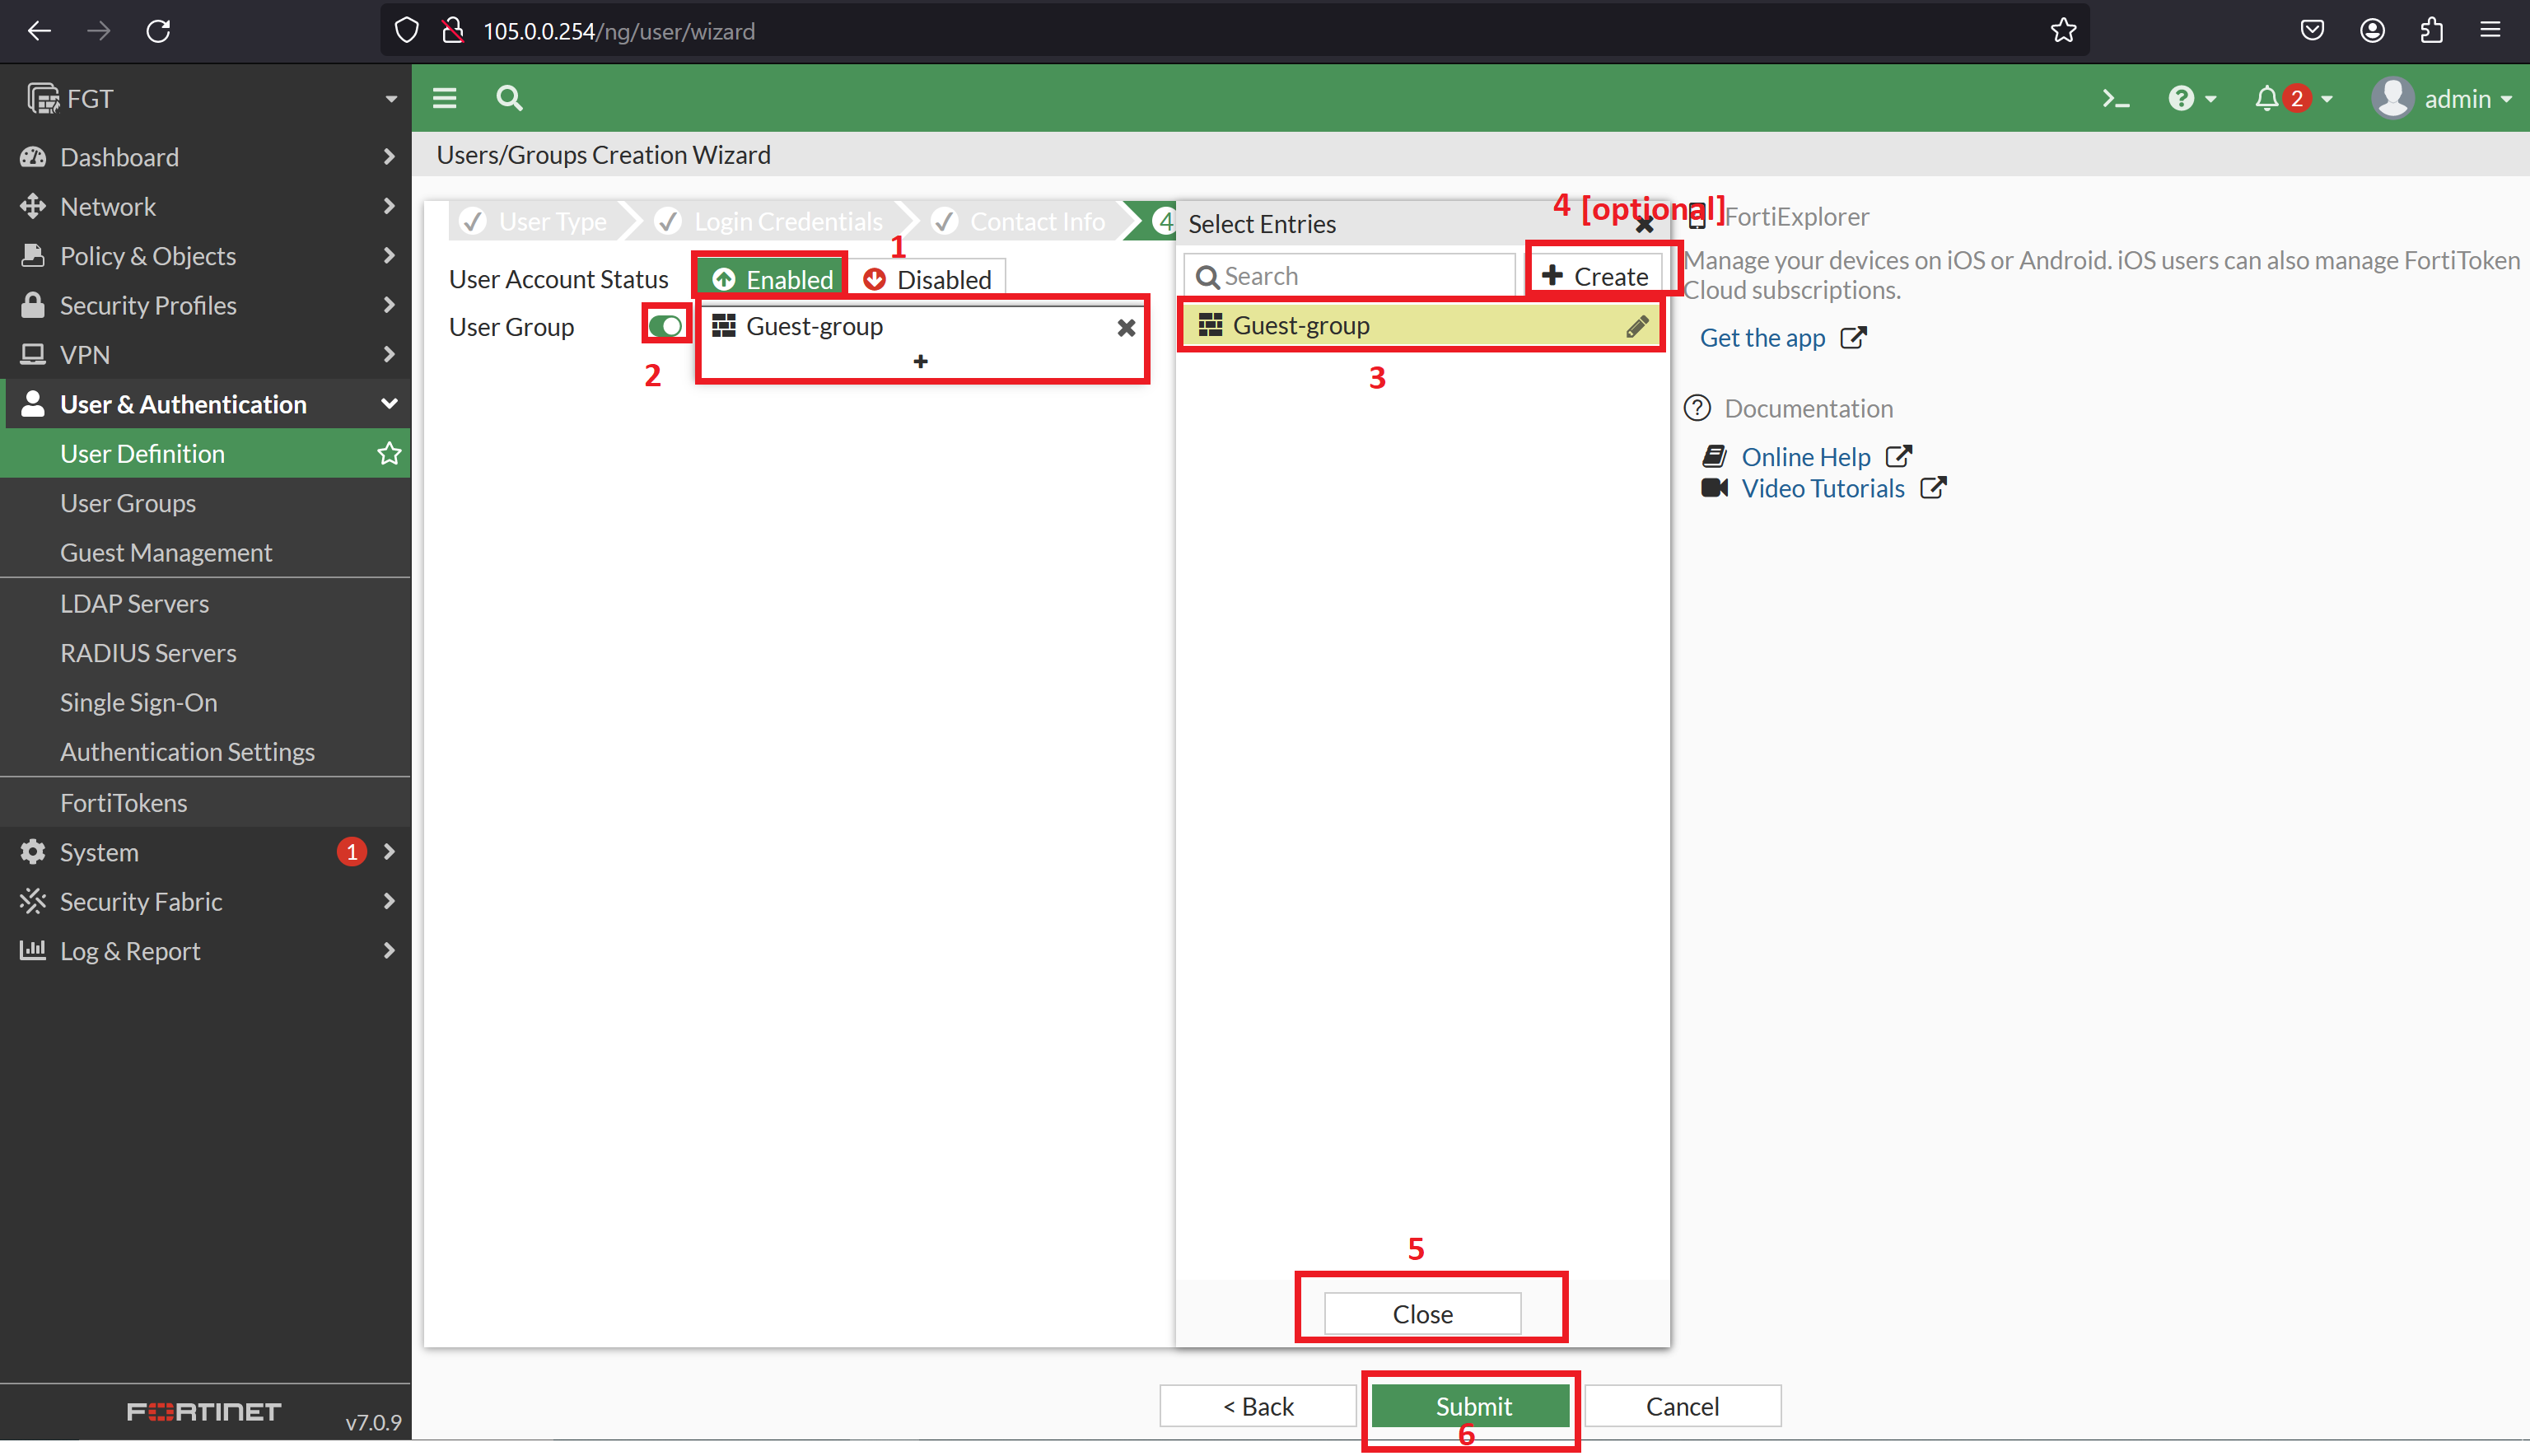 105.0.0.254/ng/user/wizard
FGT
2
admin
Dashboard
Network
Policy & Objects
Security Profiles
VPN
User & Authentication
User Definition
User Groups
Guest Management
LDAP Servers
RADIUS Servers
Single Sign-On
Authentication Settings
FortiTokens
System 1
Security Fabric
Log & Report
FORTINET v7.0.9
Users/Groups Creation Wizard
User Type
Login Credentials
Contact Info
4
User Account Status
Enabled
Disabled
1
User Group
Guest-group
2
Select Entries
4 [optional]
Search
Create
Guest-group
3
5
Close
< Back
Submit
6
Cancel
FortiExplorer
Manage your devices on iOS or Android. iOS users can also manage FortiToken
Cloud subscriptions.
Get the app
Documentation
Online Help
Video Tutorials